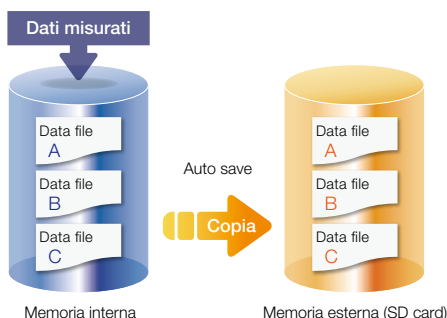 Dati misurati
Data file
A
Data file
B
Data file
C
Memoria interna
Auto save
Copia
Data file
A
Data file
B
Data file
C
Memoria esterna (SD card)